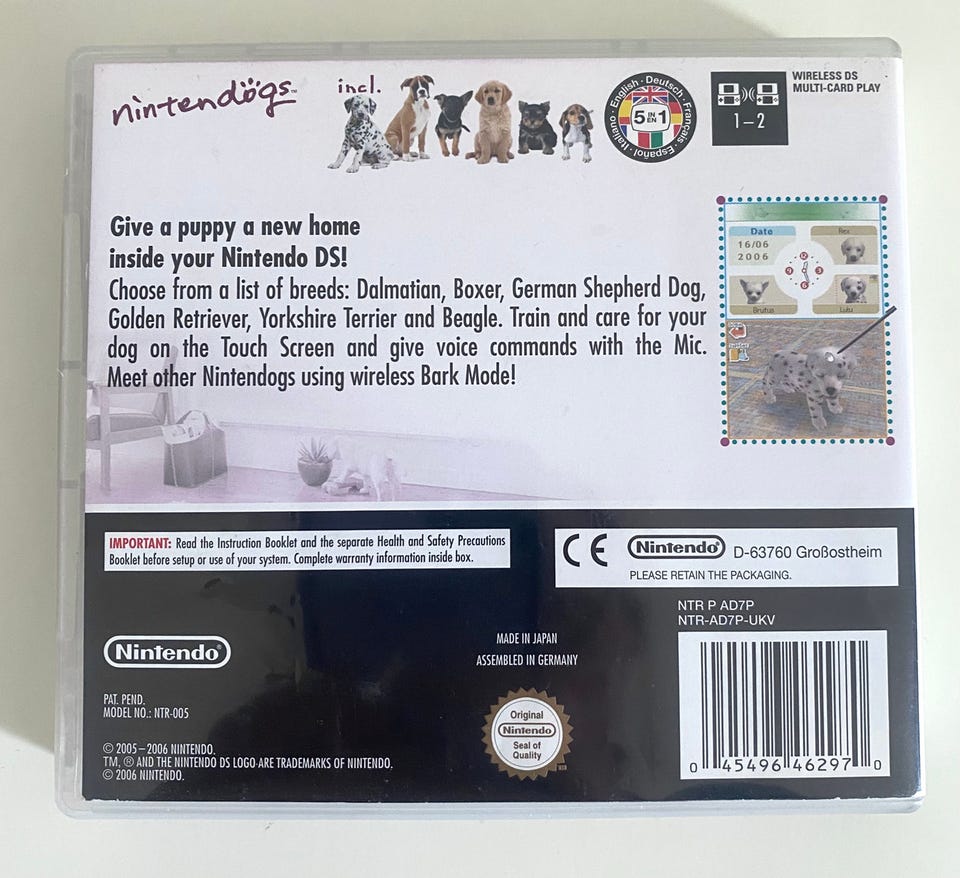 nintendogs™
incl.
English · Deutsch · Français · Español · Italiano
5 IN EN 1
WIRELESS DS
MULTI-CARD PLAY
1–2
Give a puppy a new home
inside your Nintendo DS!
Choose from a list of breeds: Dalmatian, Boxer, German Shepherd Dog,
Golden Retriever, Yorkshire Terrier and Beagle. Train and care for your
dog on the Touch Screen and give voice commands with the Mic.
Meet other Nintendogs using wireless Bark Mode!
Date
16/06
2006
Rex
12
9 3
6
Brutus
Lulu
IMPORTANT: Read the Instruction Booklet and the separate Health and Safety Precautions
Booklet before setup or use of your system. Complete warranty information inside box.
CE
Nintendo®
D-63760 Großostheim
PLEASE RETAIN THE PACKAGING.
NTR P AD7P
NTR-AD7P-UKV
Nintendo®
MADE IN JAPAN
ASSEMBLED IN GERMANY
PAT. PEND.
MODEL NO.: NTR-005
Original
Nintendo
Seal of
Quality
© 2005–2006 NINTENDO.
TM, ® AND THE NINTENDO DS LOGO ARE TRADEMARKS OF NINTENDO.
© 2006 NINTENDO.
0 45496 46297 0